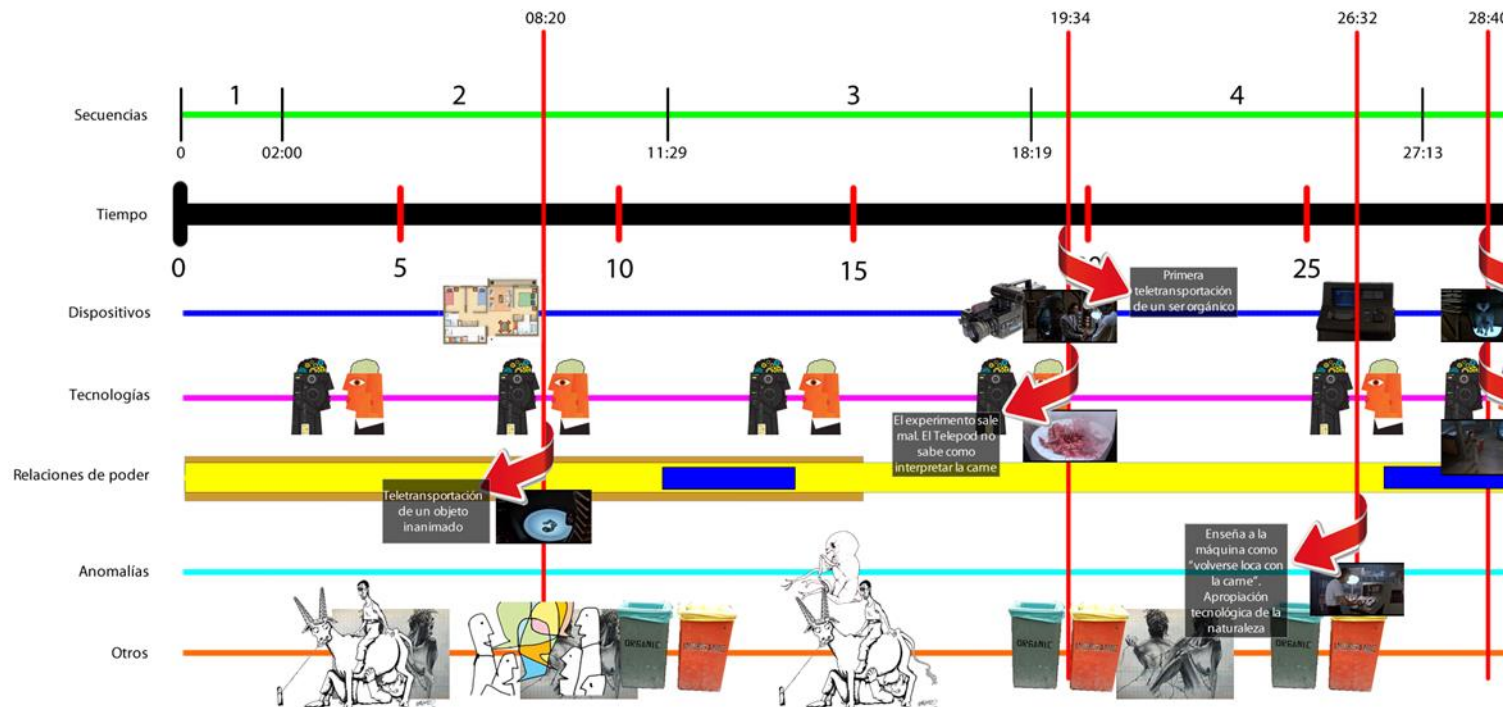 08:20
19:34
26:32
28:40
1
2
3
4
Secuencias
0
02:00
11:29
18:19
27:13
Tiempo
0
5
10
15
25
Primera
teletransportación
de un ser orgánico
Dispositivos
Tecnologías
El experimento sale
mal. El Telepod no
sabe como
interpretar la carne
Relaciones de poder
Teletransportación
de un objeto
inanimado
Enseña a la
máquina como
"volverse loca con
la carne".
Apropiación
tecnológica de la
naturaleza
Anomalías
Otros
ORGANIC
ORGANIC
ORGANIC